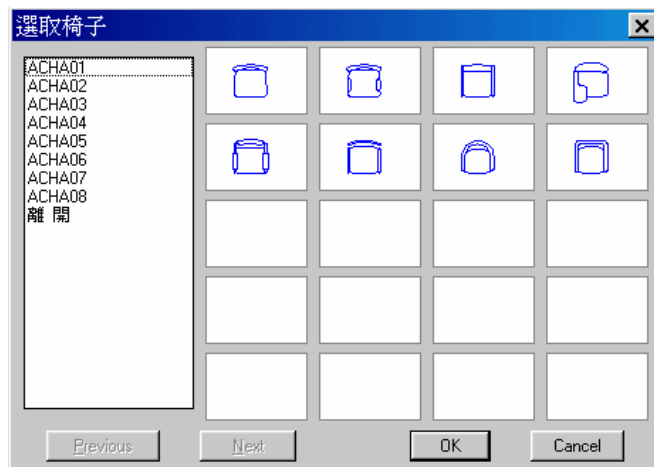 選取椅子
ACHA01
ACHA02
ACHA03
ACHA04
ACHA05
ACHA06
ACHA07
ACHA08
離 開
Previous
Next
OK
Cancel